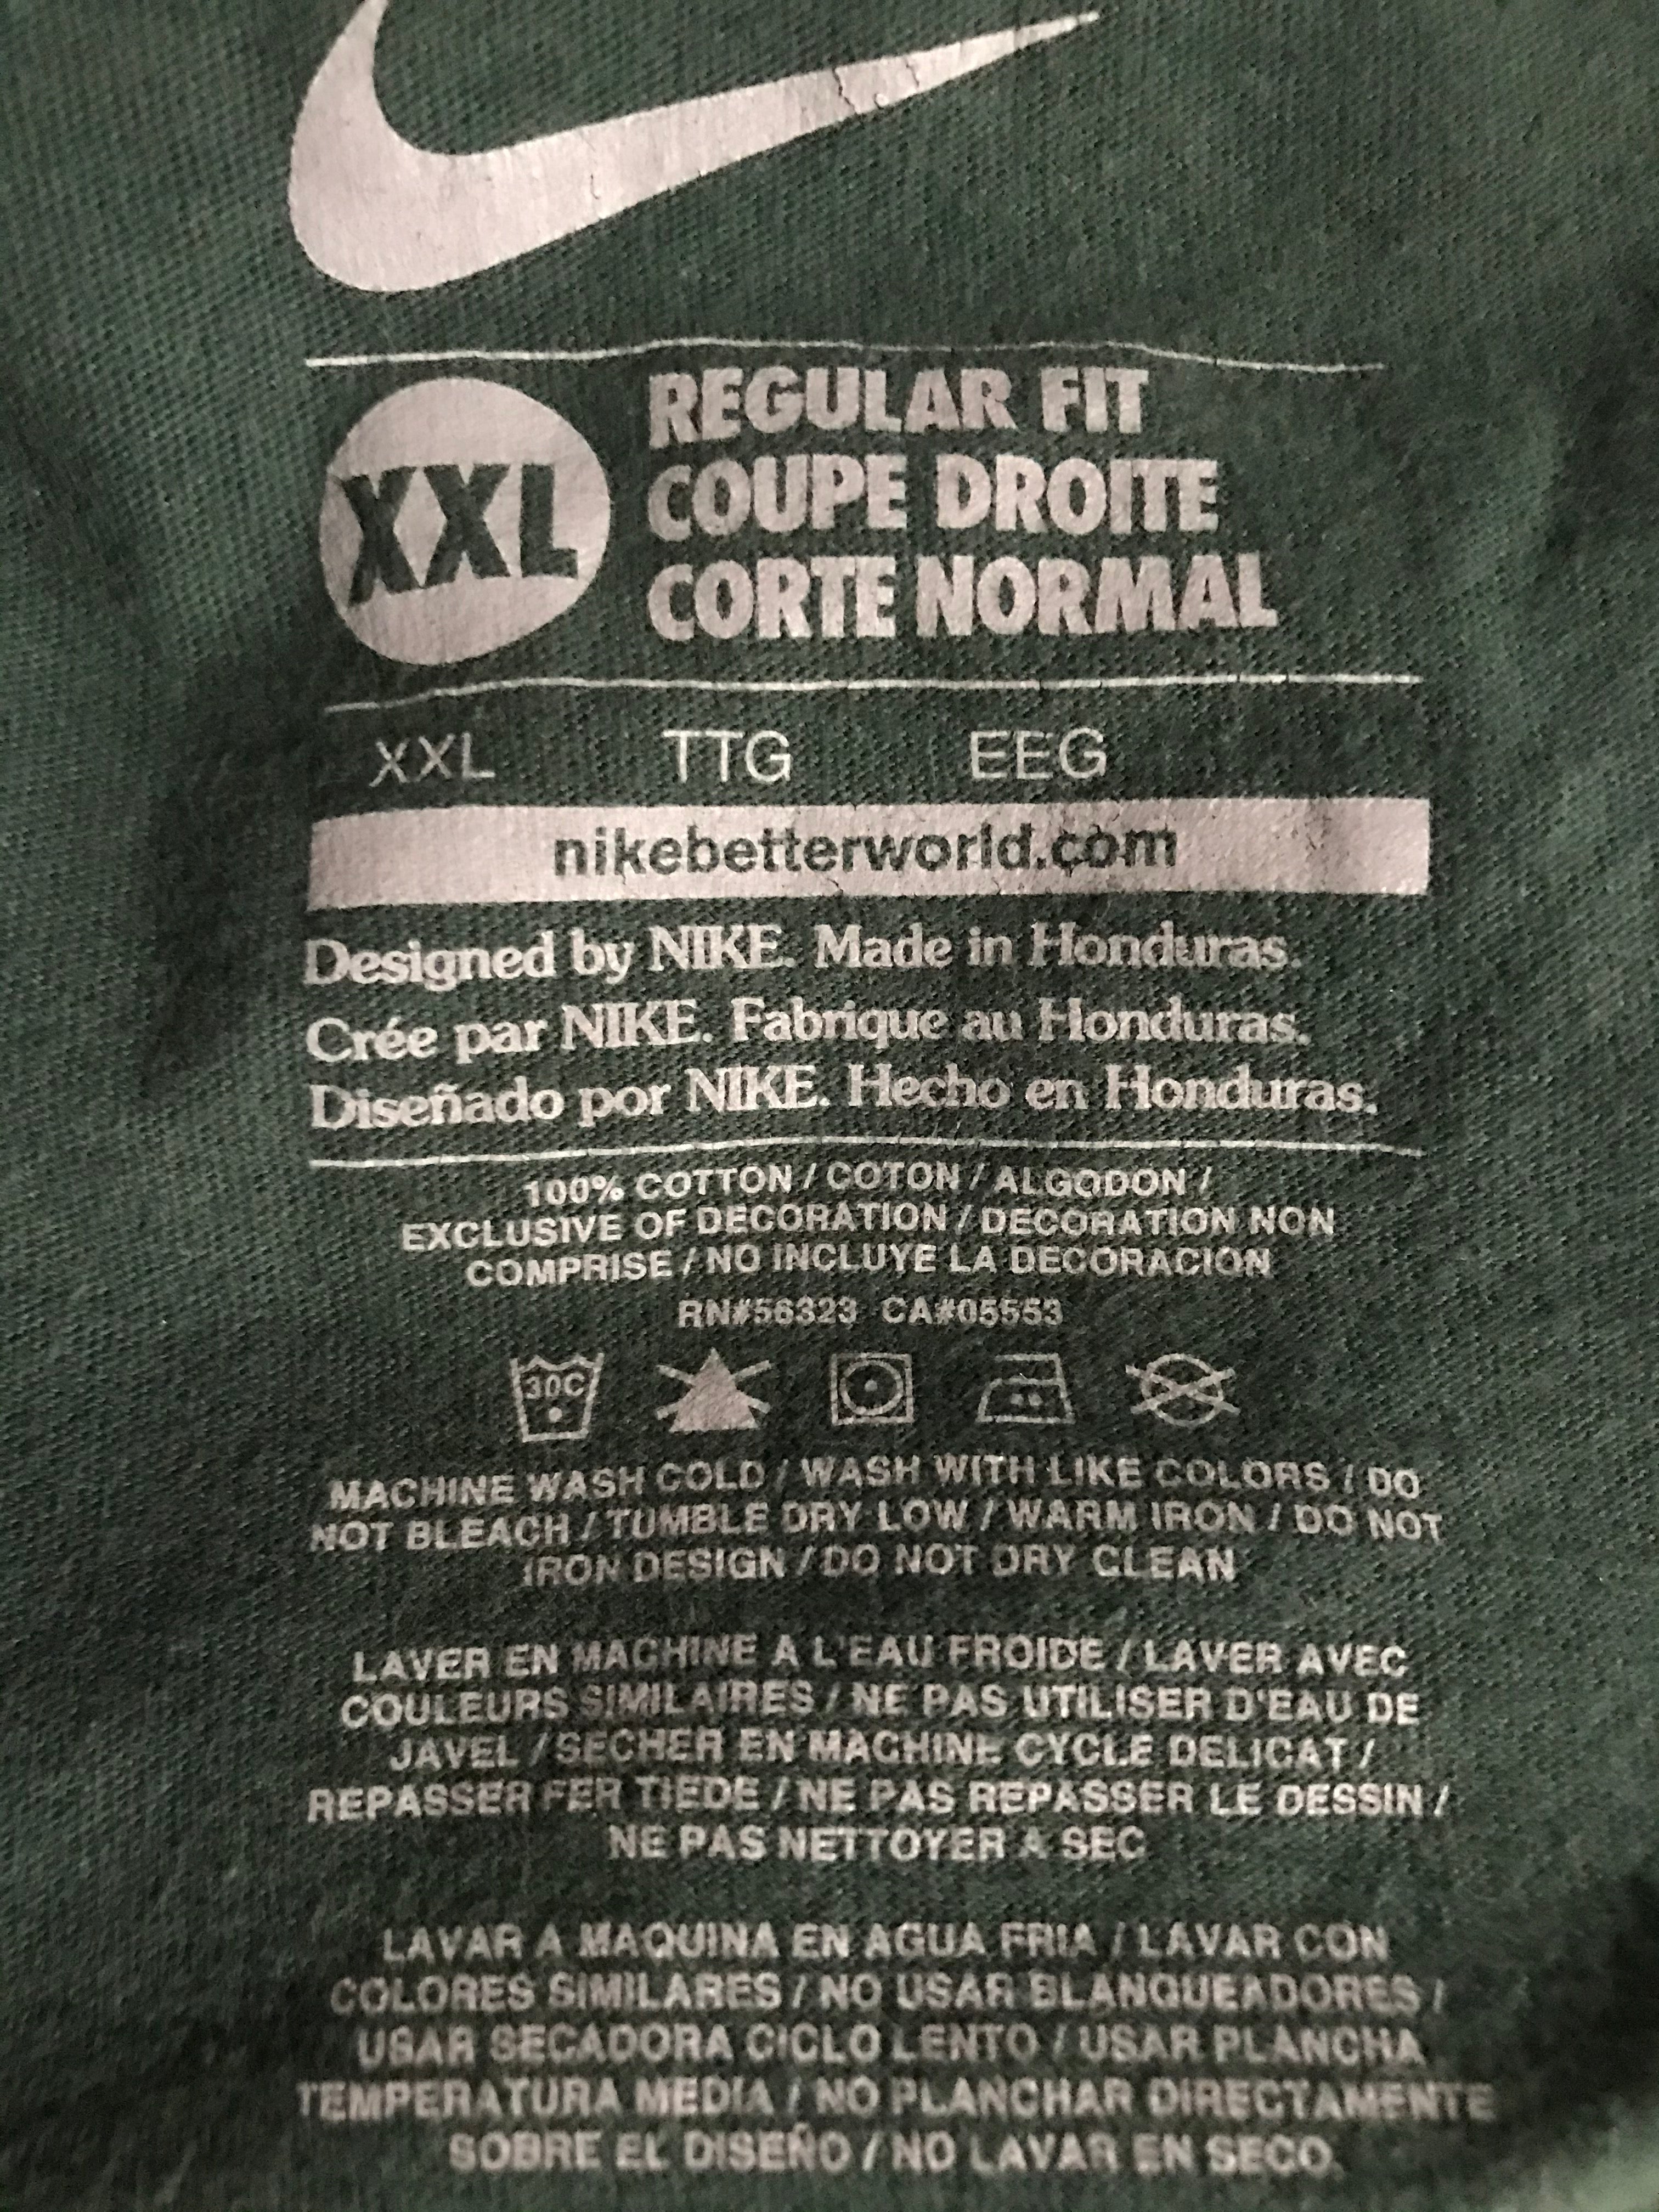 XXL
REGULAR FIT
COUPE DROITE
CORTE NORMAL
XXL TTG EEG
nikebetterworld.com
Designed by NIKE. Made in Honduras.
Crée par NIKE. Fabrique au Honduras.
Diseñado por NIKE. Hecho en Honduras.
100% COTTON / COTON / ALGODON /
EXCLUSIVE OF DECORATION / DECORATION NON
COMPRISE / NO INCLUYE LA DECORACION
RN#56323 CA#05553
30C
MACHINE WASH COLD / WASH WITH LIKE COLORS / DO
NOT BLEACH / TUMBLE DRY LOW / WARM IRON / DO NOT
IRON DESIGN / DO NOT DRY CLEAN
LAVER EN MACHINE A L'EAU FROIDE / LAVER AVEC
COULEURS SIMILAIRES / NE PAS UTILISER D'EAU DE
JAVEL / SECHER EN MACHINE CYCLE DELICAT /
REPASSER FER TIEDE / NE PAS REPASSER LE DESSIN /
NE PAS NETTOYER A SEC
LAVAR A MAQUINA EN AGUA FRIA / LAVAR CON
COLORES SIMILARES / NO USAR BLANQUEADORES /
USAR SECADORA CICLO LENTO / USAR PLANCHA
TEMPERATURA MEDIA / NO PLANCHAR DIRECTAMENTE
SOBRE EL DISEÑO / NO LAVAR EN SECO.